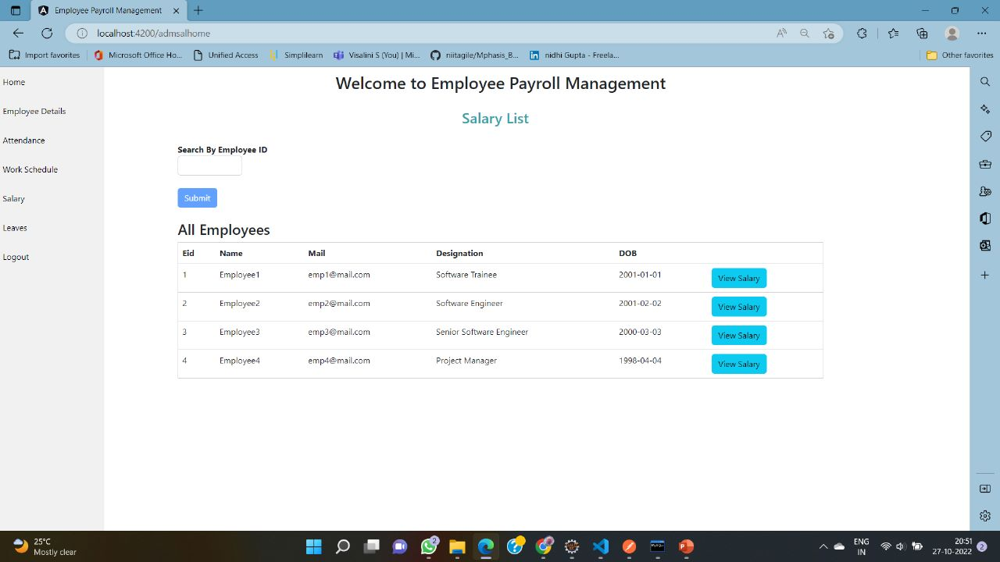 Employee Payroll Management
localhost:4200/admsalhome
Import favorites
Microsoft Office Ho...
Unified Access
Simplilearn
Visalini S (You) | Mi...
niitagile/Mphasis_B...
nidhi Gupta - Freela...
Other favorites
Home
Employee Details
Attendance
Work Schedule
Salary
Leaves
Logout
Welcome to Employee Payroll Management
Salary List
Search By Employee ID
Submit
All Employees
Eid Name Mail Designation DOB
1 Employee1 emp1@mail.com Software Trainee 2001-01-01 View Salary
2 Employee2 emp2@mail.com Software Engineer 2001-02-02 View Salary
3 Employee3 emp3@mail.com Senior Software Engineer 2000-03-03 View Salary
4 Employee4 emp4@mail.com Project Manager 1998-04-04 View Salary
25°C
Mostly clear
2
ENG
IN
20:51
27-10-2022
2